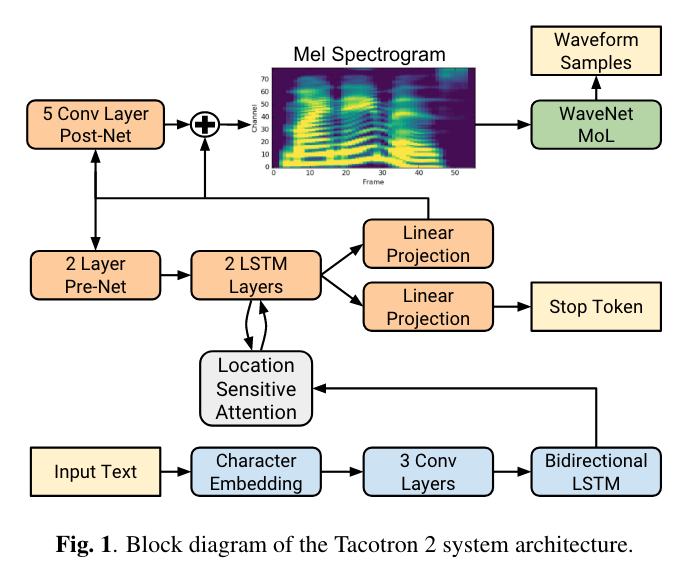 Waveform
Samples
Mel Spectrogram
5 Conv Layer
Post-Net
WaveNet
MoL
Channel
70
60
50
40
30
20
10
0
0 10 20 30 40 50
Frame
2 Layer
Pre-Net
2 LSTM
Layers
Linear
Projection
Linear
Projection
Stop Token
Location
Sensitive
Attention
Input Text
Character
Embedding
3 Conv
Layers
Bidirectional
LSTM
Fig. 1. Block diagram of the Tacotron 2 system architecture.